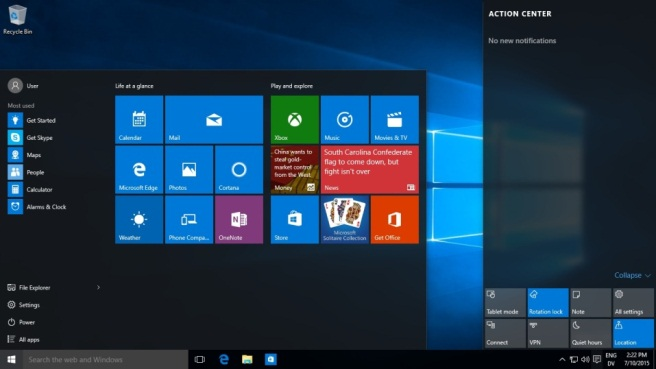 Recycle Bin
User
Most used
Get Started
Get Skype
Maps
People
Calculator
Alarms & Clock
File Explorer
Settings
Power
All apps
Life at a glance
Calendar
Mail
Microsoft Edge
Photos
Cortana
Weather
Phone Compa...
OneNote
Play and explore
Xbox
Music
Movies & TV
China wants to
steal gold-
market control
from the West
Money
South Carolina Confederate
flag to come down, but
fight isn't over
News
Store
Microsoft
Solitaire Collection
Get Office
ACTION CENTER
No new notifications
Collapse
Tablet mode
Rotation lock
Note
All settings
Connect
VPN
Quiet hours
Location
Search the web and Windows
ENG
DV
2:22 PM
7/10/2015